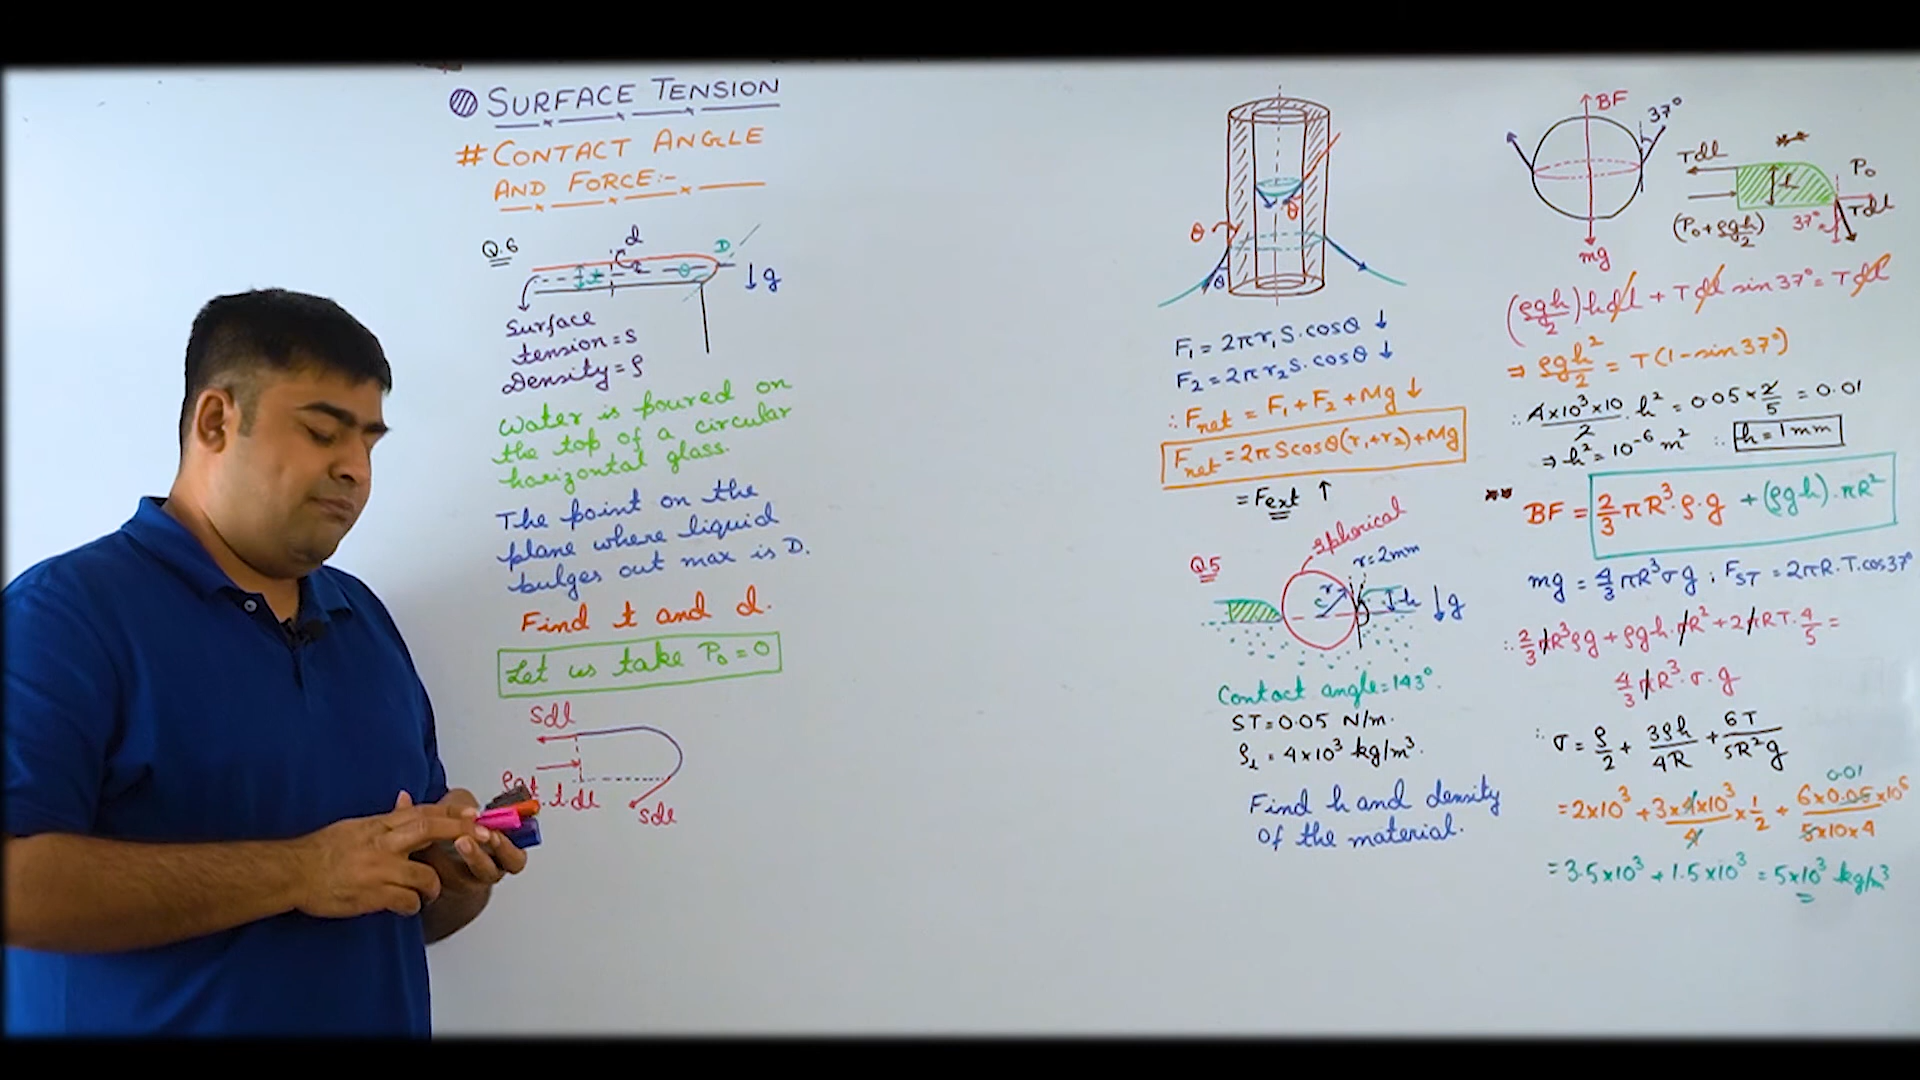 SURFACE TENSION
# CONTACT ANGLE
AND FORCE:-
Q.6
d
C
D
t
θ
↓g
Surface
tension = S
Density = ρ
Water is poured on
the top of a circular
horizontal glass.
The point on the
plane where liquid
bulges out max is D.
Find t and d.
Let us take P₀ = 0
Sdl
.t dl
Sdl
θ
θ
θ
F₁ = 2πr₁S.cosθ ↓
F₂ = 2πr₂S.cosθ ↓
∴ Fnet = F₁ + F₂ + Mg ↓
Fnet = 2πScosθ(r₁+r₂)+Mg
= Fext ↑
Q5
spherical
r=2mm
r
C
h
↓g
Contact angle = 143°.
ST = 0.05 N/m.
ρL = 4×10³ kg/m³.
Find h and density
of the material.
BF
37°
mg
Tdl
P₀
(P₀+ρgh/2)
37°
Tdl
(ρgh/2)hdl + Tdl sin37° = Tdl
⇒ ρgh²/2 = T(1-sin37°)
∴ 4×10³×10/2 . h² = 0.05 × 2/5 = 0.01
⇒ h² = 10⁻⁶ m² ∴ h = 1mm
BF = 2/3 πR³.ρ.g + (ρgh).πR²
mg = 4/3 πR³σg ; FST = 2πR.T.cos37°
∴ 2/3 πR³ρg + ρgh.πR² + 2πRT.4/5 =
4/3 πR³.σ.g
∴ σ = ρ/2 + 3ρh/4R + 6T/5R²g
0.01
= 2×10³ + 3×4×10³/4 × 1/2 + 6×0.05×10⁶/5×10×4
= 3.5×10³ + 1.5×10³ = 5×10³ kg/m³